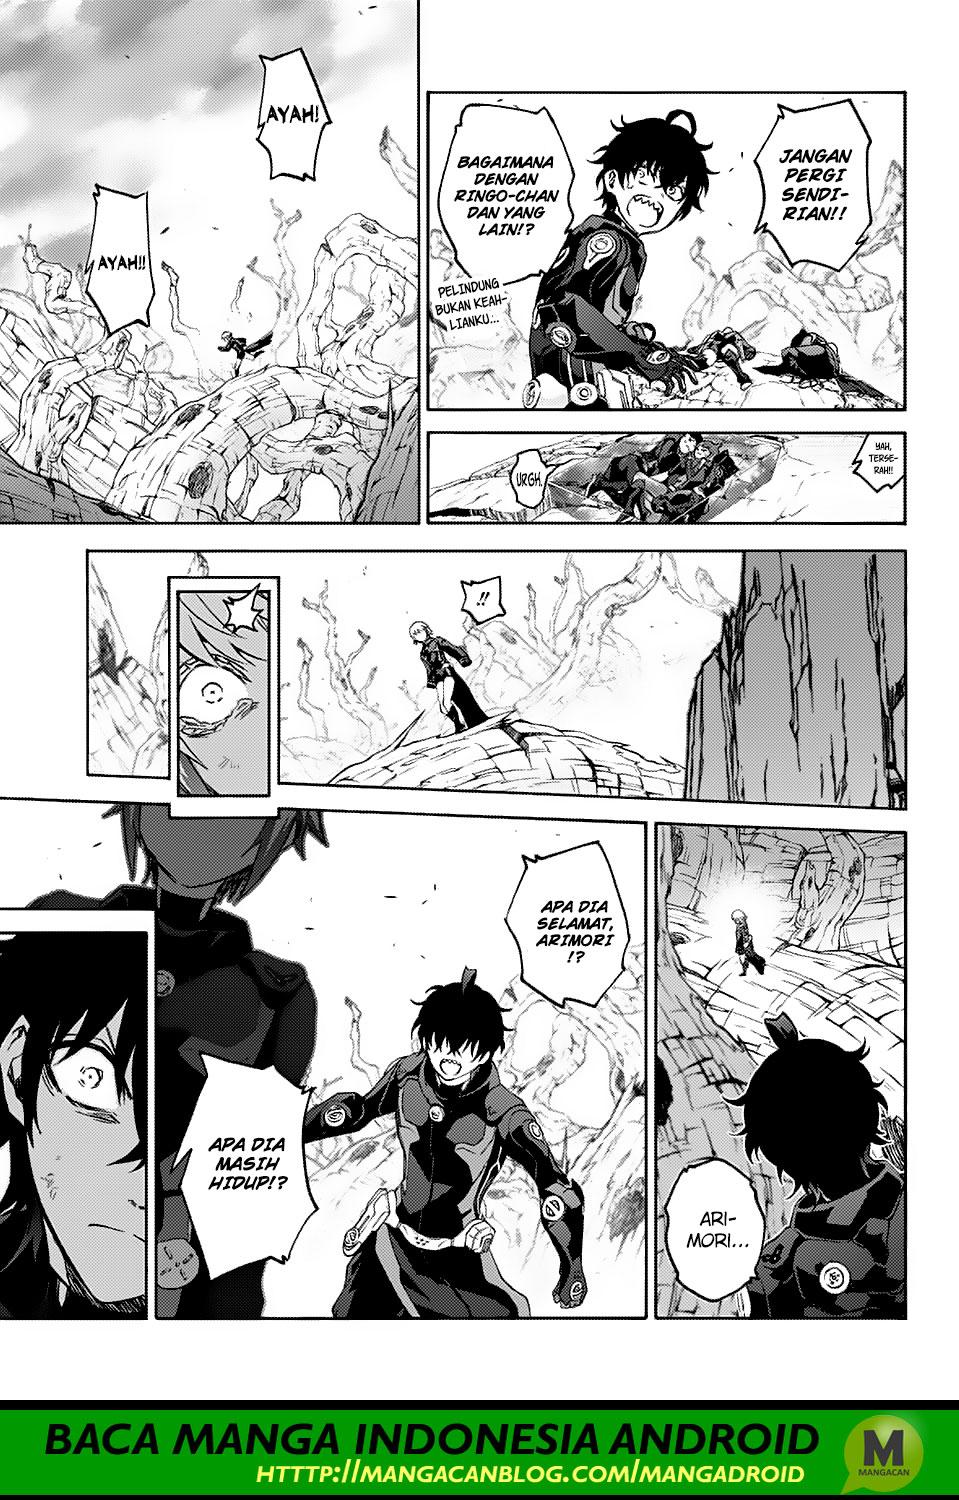 JANGAN
PERGI
SENDI-
RIAN!!
BAGAIMANA
DENGAN
RINGO-CHAN
DAN YANG
LAIN!?
PELINDUNG
BUKAN KEAH-
LIANKU...
YAH,
TERSE-
RAH!!
URGH.
AYAH!
AYAH!!
!!
ARI-
MORI...
APA DIA
SELAMAT,
ARIMORI
!?
APA DIA
MASIH
HIDUP!?
BACA MANGA INDONESIA ANDROID
HTTTP://MANGACANBLOG.COM/MANGADROID
M
MANGACAN